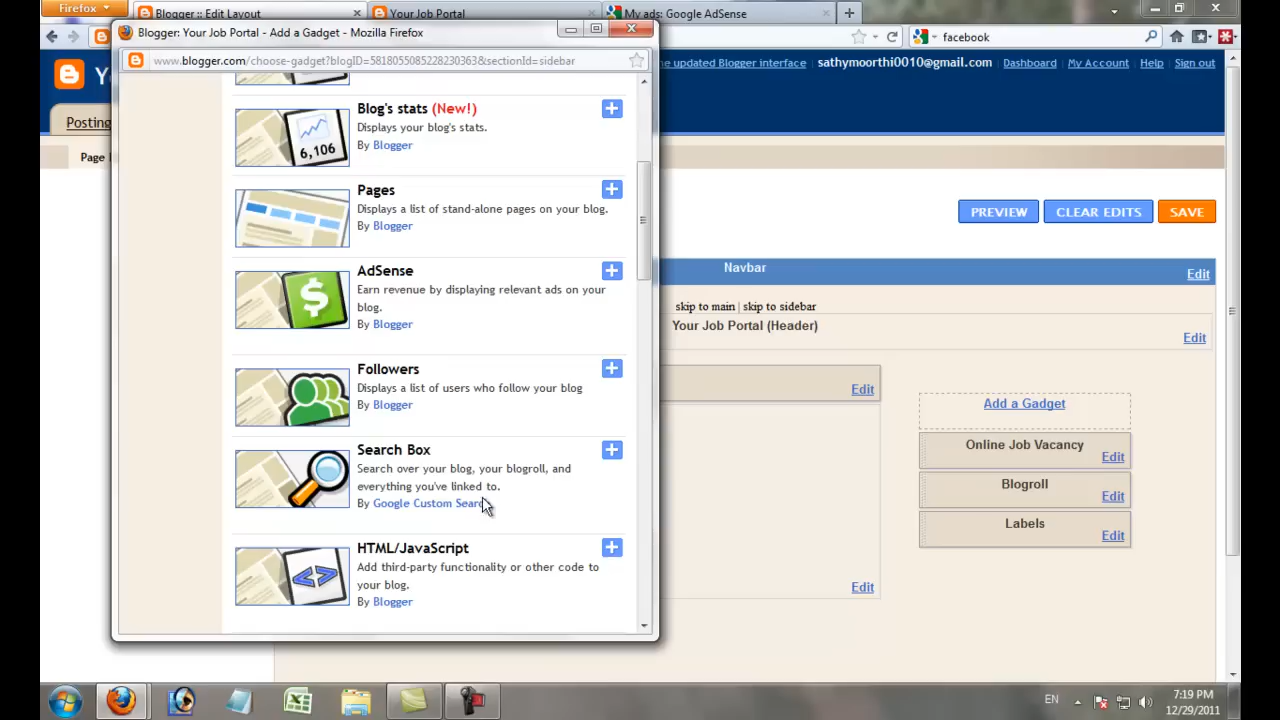 Firefox
Blogger :: Edit Layout
Your Job Portal
My ads: Google AdSense
Blogger: Your Job Portal - Add a Gadget - Mozilla Firefox
facebook
www.blogger.com/choose-gadget?blogID=5818055085228230363&sectionId=sidebar
he updated Blogger interface
sathymoorthi0010@gmail.com
Dashboard
My Account
Help
Sign out
Posting
Page
Blog's stats (New!)
Displays your blog's stats.
By Blogger
6,106
Pages
Displays a list of stand-alone pages on your blog.
By Blogger
AdSense
Earn revenue by displaying relevant ads on your
blog.
By Blogger
Followers
Displays a list of users who follow your blog
By Blogger
Search Box
Search over your blog, your blogroll, and
everything you've linked to.
By Google Custom Search
HTML/JavaScript
Add third-party functionality or other code to
your blog.
By Blogger
PREVIEW
CLEAR EDITS
SAVE
Navbar
Edit
skip to main | skip to sidebar
Your Job Portal (Header)
Edit
Edit
Edit
Add a Gadget
Online Job Vacancy
Edit
Blogroll
Edit
Labels
Edit
EN
7:19 PM
12/29/2011